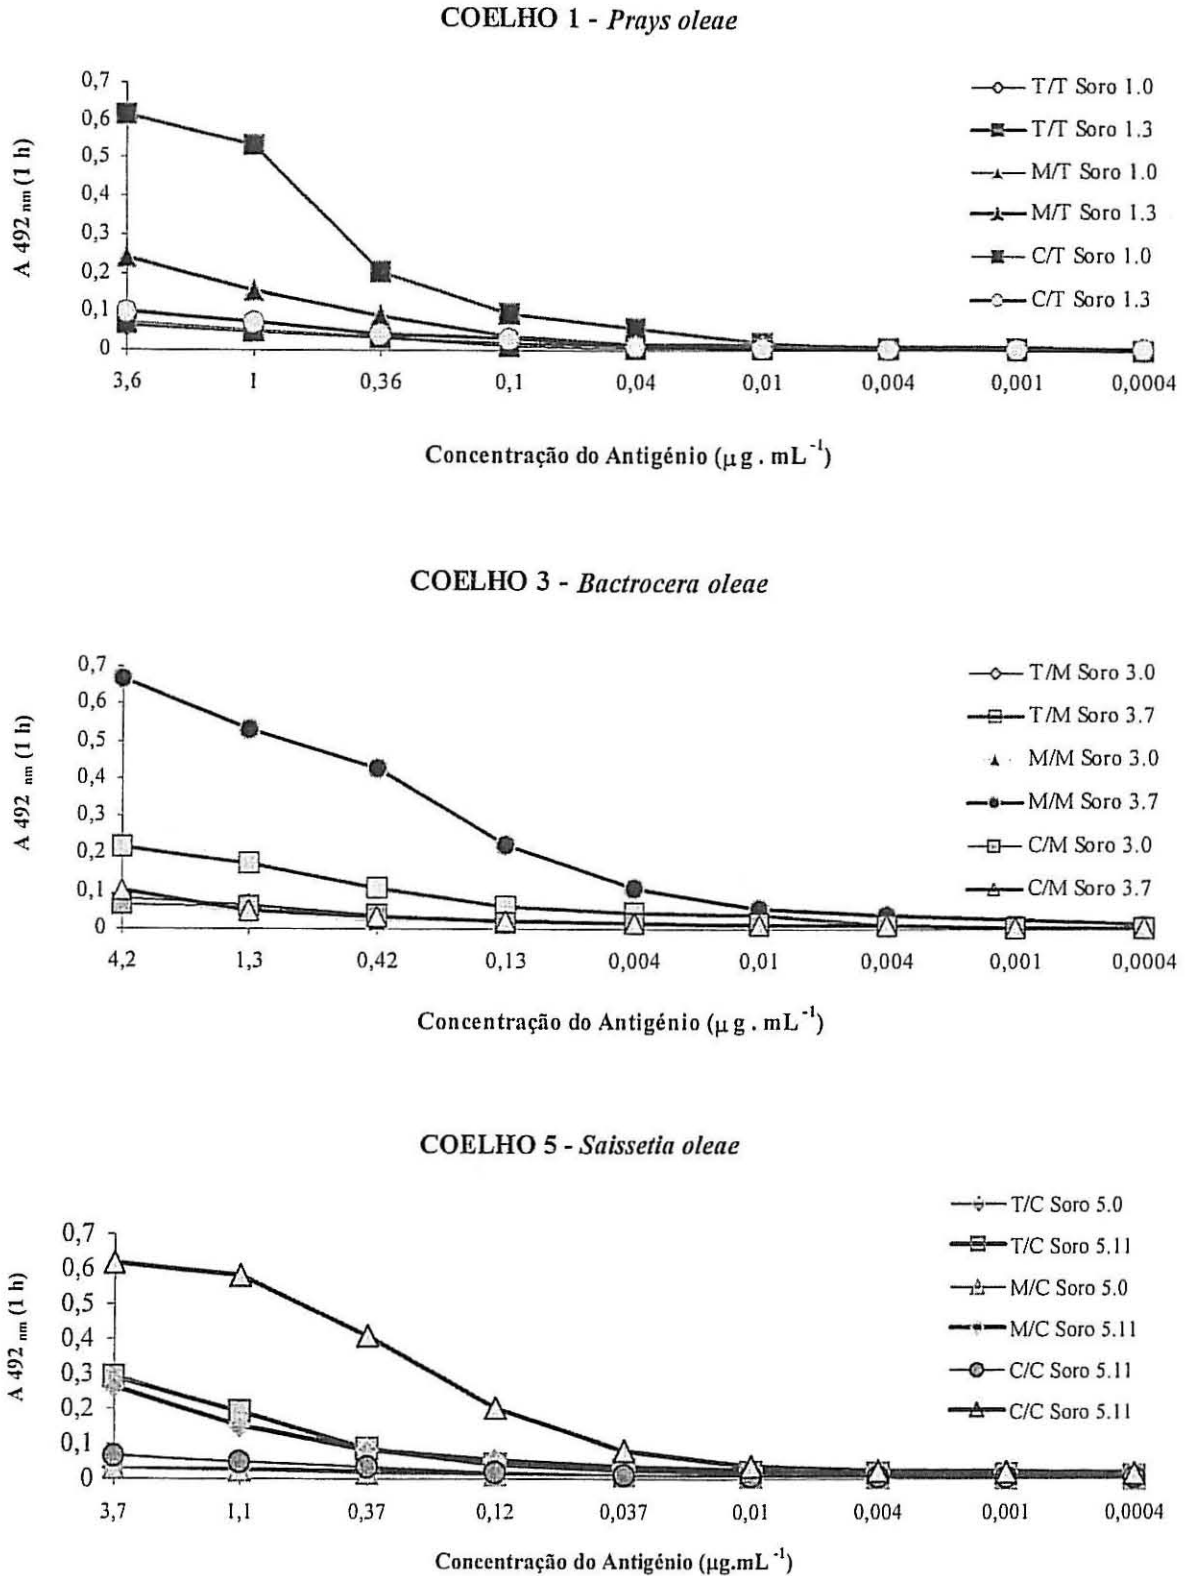 COELHO 1 - Prays oleae
A 492 nm (1 h)
0,7
0,6
0,5
0,4
0,3
0,2
0,1
0
3,6 1 0,36 0,1 0,04 0,01 0,004 0,001 0,0004
Concentração do Antigénio (µg . mL-1)
T/T Soro 1.0
T/T Soro 1.3
M/T Soro 1.0
M/T Soro 1.3
C/T Soro 1.0
C/T Soro 1.3
COELHO 3 - Bactrocera oleae
A 492 nm (1 h)
0,7
0,6
0,5
0,4
0,3
0,2
0,1
0
4,2 1,3 0,42 0,13 0,004 0,01 0,004 0,001 0,0004
Concentração do Antigénio (µg . mL-1)
T/M Soro 3.0
T/M Soro 3.7
M/M Soro 3.0
M/M Soro 3.7
C/M Soro 3.0
C/M Soro 3.7
COELHO 5 - Saissetia oleae
A 492 nm (1 h)
0,7
0,6
0,5
0,4
0,3
0,2
0,1
0
3,7 1,1 0,37 0,12 0,037 0,01 0,004 0,001 0,0004
Concentração do Antigénio (µg.mL-1)
T/C Soro 5.0
T/C Soro 5.11
M/C Soro 5.0
M/C Soro 5.11
C/C Soro 5.11
C/C Soro 5.11